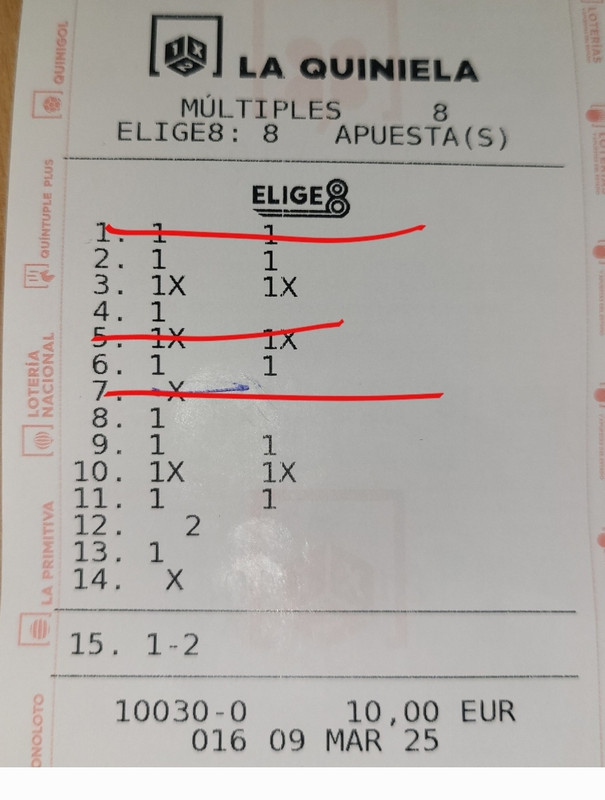 1X2 LA QUINIELA
MÚLTIPLES 8
ELIGE8: 8 APUESTA(S)
ELIGE8
1. 1 1
2. 1 1
3. 1X 1X
4. 1
5. 1X 1X
6. 1 1
7. X
8. 1
9. 1 1
10. 1X 1X
11. 1 1
12. 2
13. 1
14. X
15. 1-2
10030-0 10,00 EUR
016 09 MAR 25
QUINIGOL
QUÍNTUPLE PLUS
LOTERÍA
NACIONAL
LA PRIMITIVA
ONOLOTO
LOTERÍAS